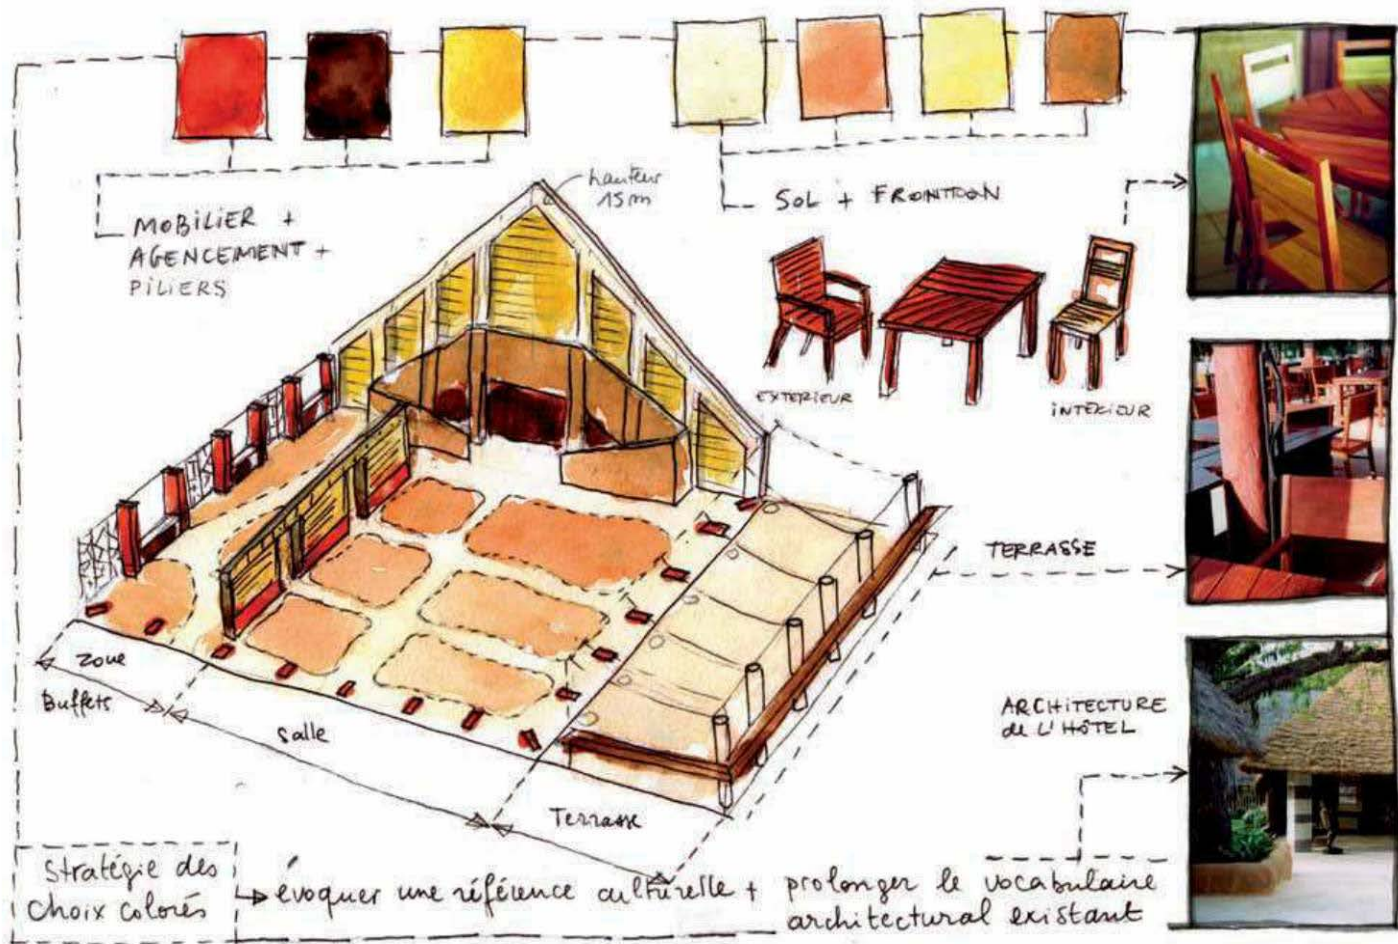 hauteur
15m
MOBILIER +
AGENCEMENT +
PILIERS
SOL + FRONTOON
EXTERIEUR
INTERIEUR
TERRASSE
ARCHITECTURE
de L'HÔTEL
Zone
Buffets
Salle
Terrasse
Stratégie des
choix colorés
évoquer une référence culturelle + prolonger le vocabulaire
architectural existant